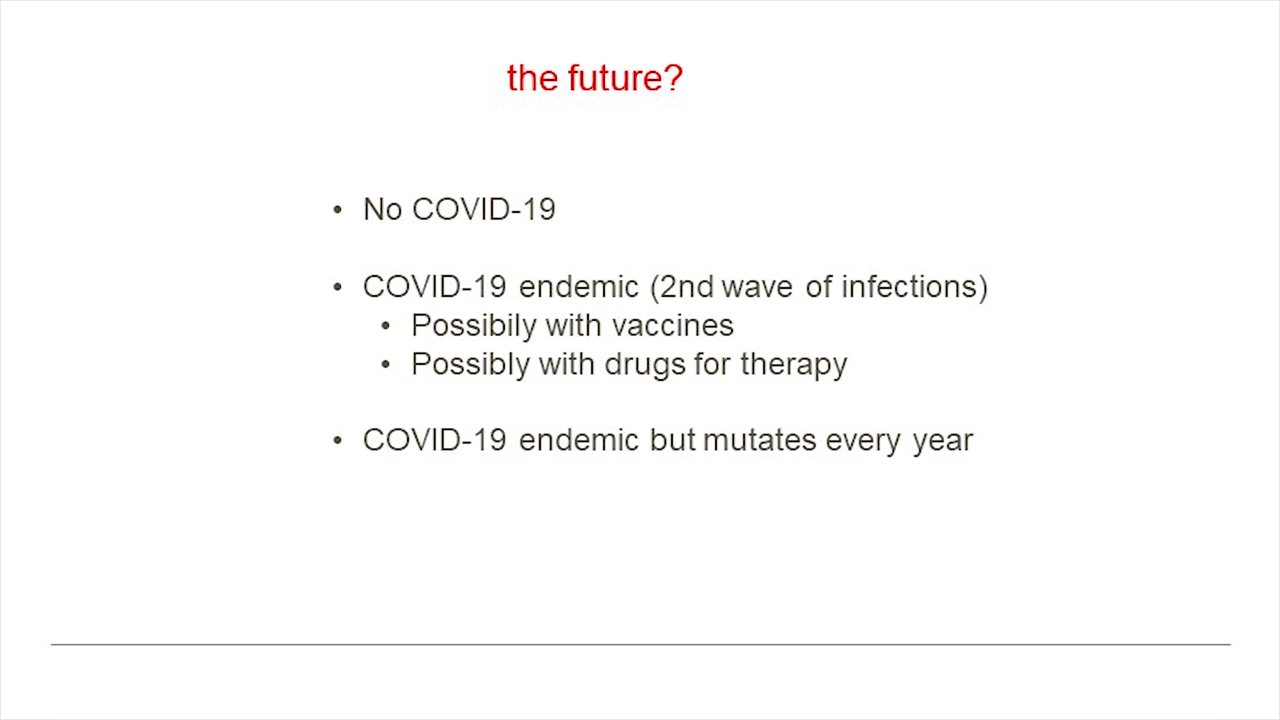 the future?
• No COVID-19
• COVID-19 endemic (2nd wave of infections)
• Possibily with vaccines
• Possibly with drugs for therapy
• COVID-19 endemic but mutates every year